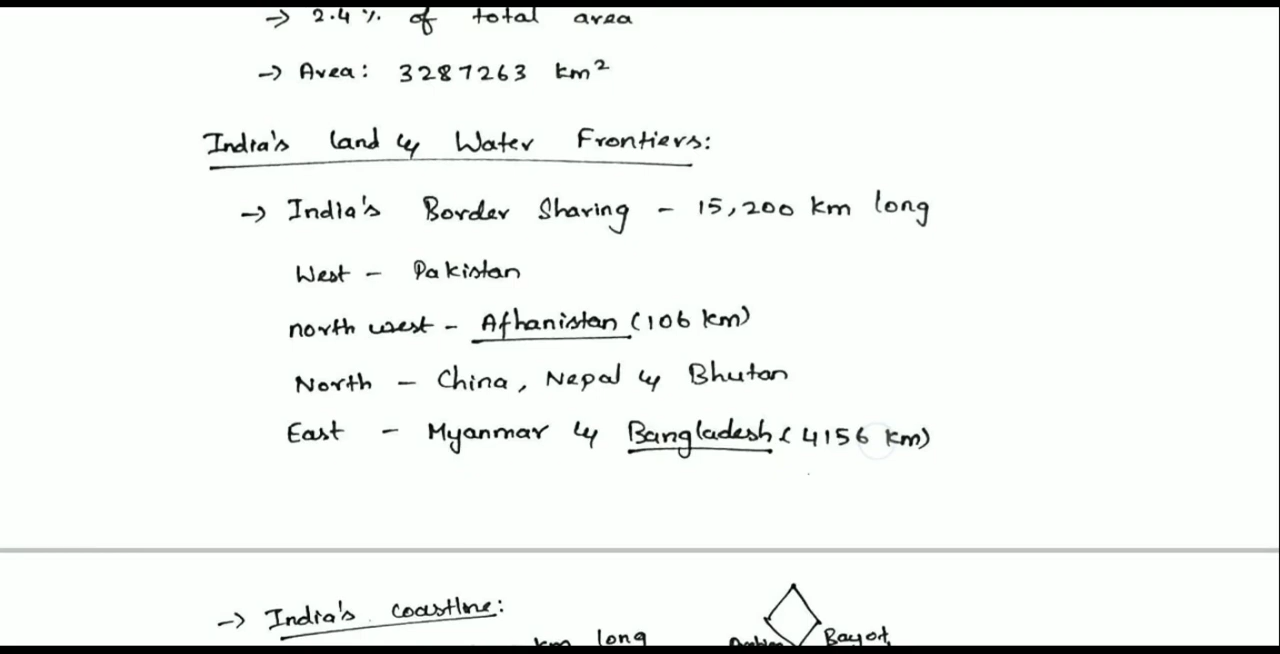 → 2.4 % of total area
→ Area: 3287263 km²
India's land & Water Frontiers:
→ India's Border Sharing - 15,200 km long
West - Pakistan
north west - Afhanistan (106 km)
North - China, Nepal & Bhutan
East - Myanmar & Bangladesh (4156 km)
→ India's coastline:
km long
Bay of